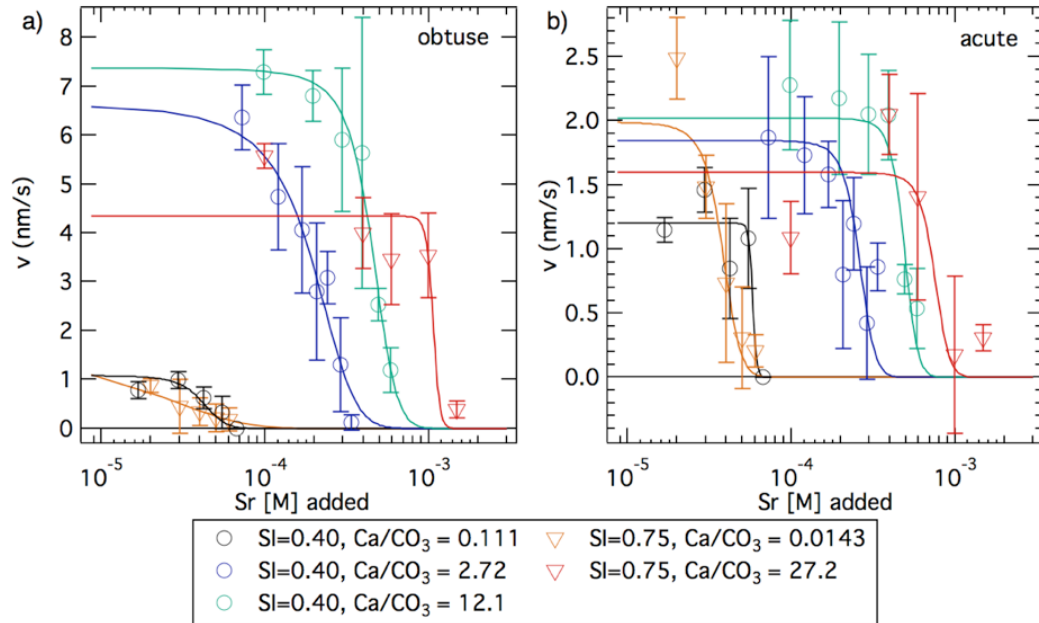 a)
obtuse
8
7
6
5
4
3
2
1
0
v (nm/s)
10⁻⁵
10⁻⁴
10⁻³
Sr [M] added
b)
acute
2.5
2.0
1.5
1.0
0.5
0.0
v (nm/s)
10⁻⁵
10⁻⁴
10⁻³
Sr [M] added
SI=0.40, Ca/CO₃ = 0.111
SI=0.40, Ca/CO₃ = 2.72
SI=0.40, Ca/CO₃ = 12.1
SI=0.75, Ca/CO₃ = 0.0143
SI=0.75, Ca/CO₃ = 27.2